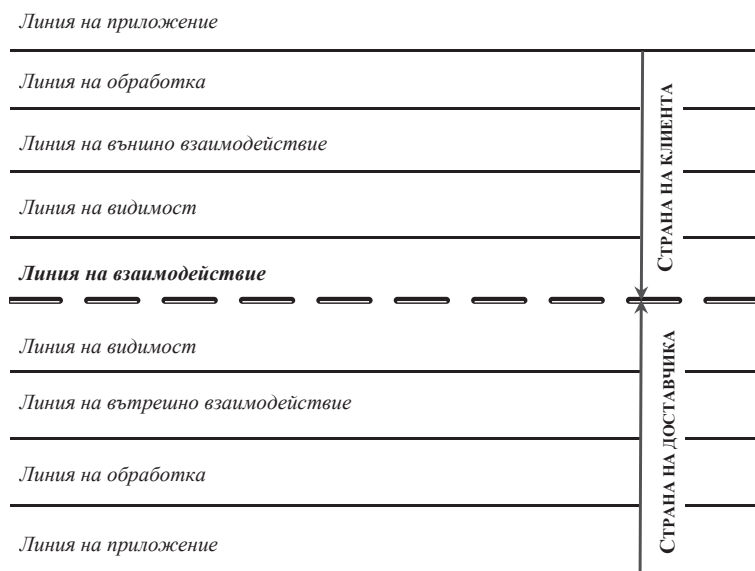 Линия на приложение
Линия на обработка
Линия на външно взаимодействие
Линия на видимост
Линия на взаимодействие
СТРАНА НА КЛИЕНТА
Линия на видимост
Линия на вътрешно взаимодействие
Линия на обработка
Линия на приложение
СТРАНА НА ДОСТАВЧИКА